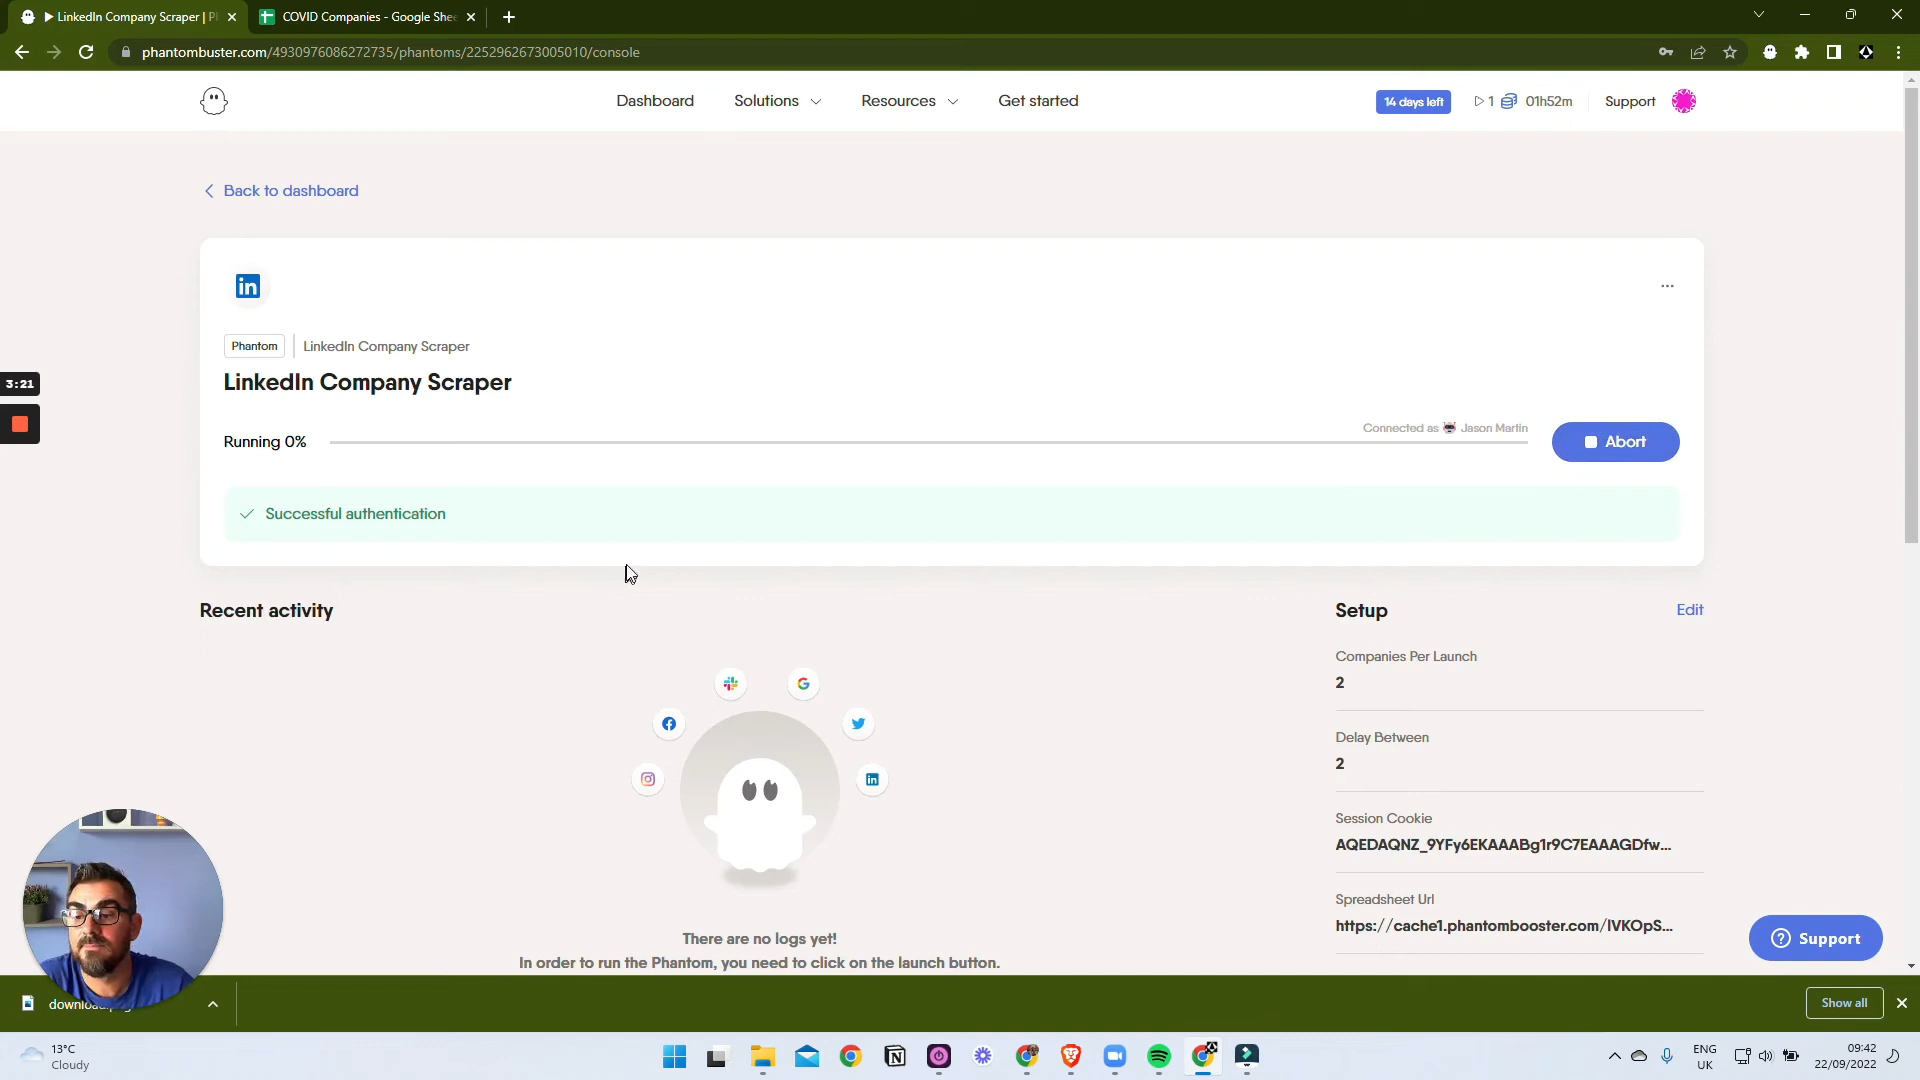 LinkedIn Company Scraper | P
COVID Companies - Google She
phantombuster.com/4930976086272735/phantoms/2252962673005010/console
Dashboard
Solutions
Resources
Get started
14 days left
1
01h52m
Support
Back to dashboard
in
Phantom
LinkedIn Company Scraper
LinkedIn Company Scraper
3:21
Connected as Jason Martin
Running 0%
Abort
Successful authentication
Recent activity
Setup
Edit
Companies Per Launch
2
Delay Between
2
Session Cookie
AQEDAQNZ_9YFy6EKAAABg1r9C7EAAAGDfw...
Spreadsheet Url
https://cache1.phantombooster.com/IVKOpS...
There are no logs yet!
In order to run the Phantom, you need to click on the launch button.
Support
Show all
13°C
Cloudy
ENG
UK
09:42
22/09/2022